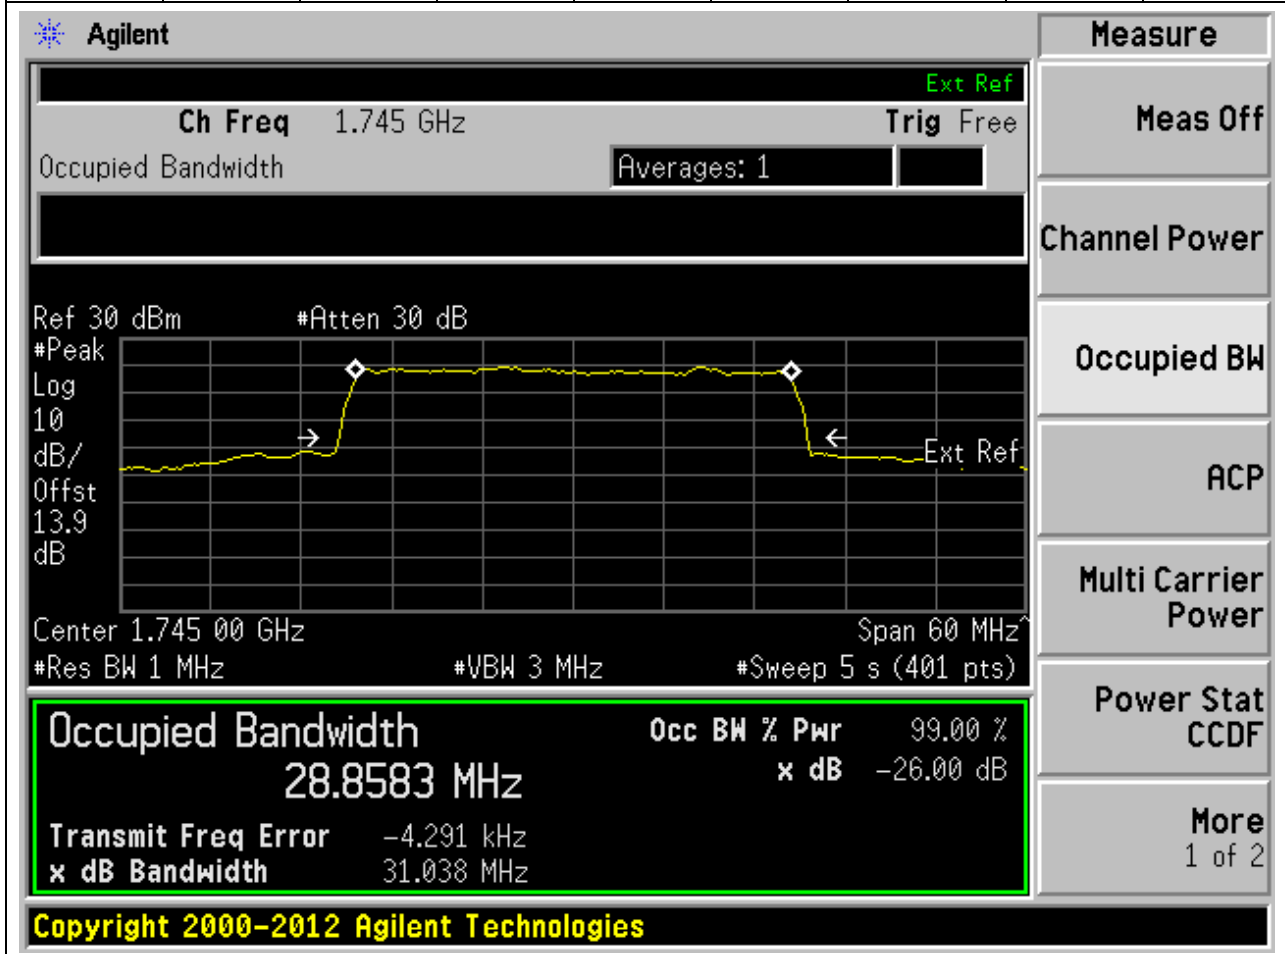 Agilent
Measure
Ext Ref
Ch Freq 1.745 GHz Trig Free
Occupied Bandwidth Averages: 1
Ref 30 dBm #Atten 30 dB
#Peak
Log
10
dB/
Offst
13.9
dB
Ext Ref
Center 1.745 00 GHz Span 60 MHz^
#Res BW 1 MHz #VBW 3 MHz #Sweep 5 s (401 pts)
Occupied Bandwidth Occ BW % Pwr 99.00 %
28.8583 MHz x dB -26.00 dB
Transmit Freq Error -4.291 kHz
x dB Bandwidth 31.038 MHz
Copyright 2000-2012 Agilent Technologies
Meas Off
Channel Power
Occupied BW
ACP
Multi Carrier
Power
Power Stat
CCDF
More
1 of 2